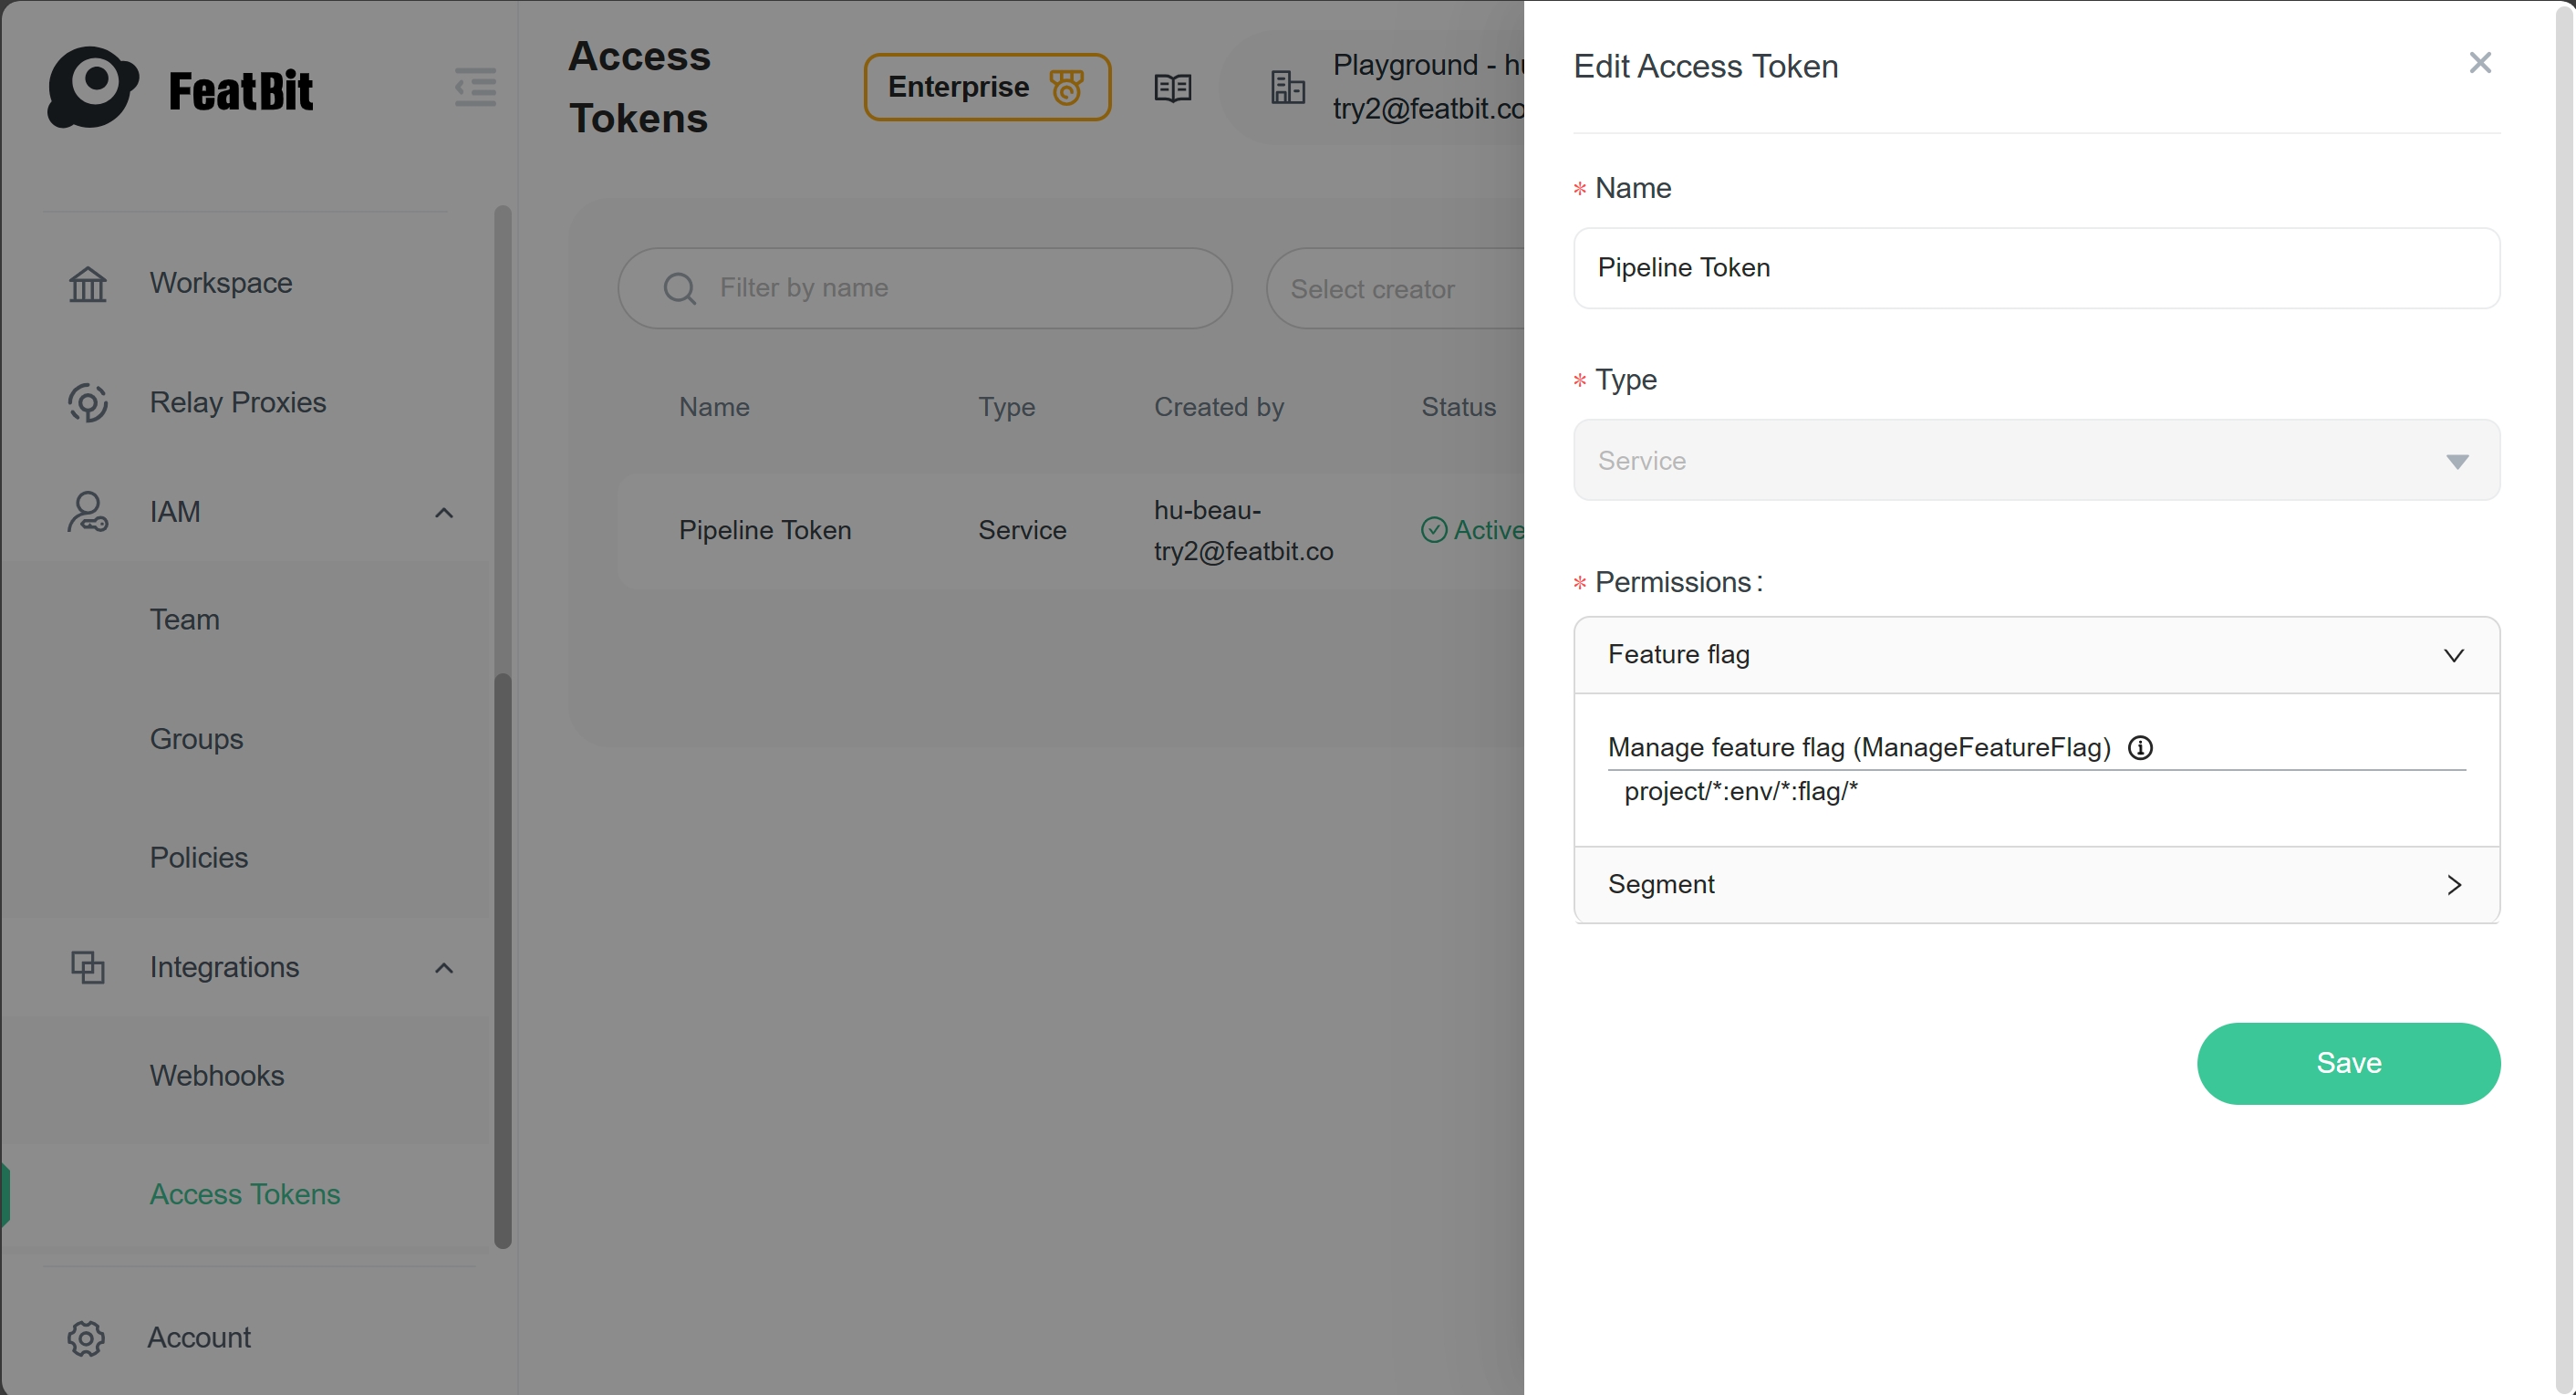 FeatBit
Workspace
Relay Proxies
IAM
Team
Groups
Policies
Integrations
Webhooks
Access Tokens
Account
Access
Tokens
Enterprise
Playground - hu
try2@featbit.co
Filter by name
Select creator
Name Type Created by Status
Pipeline Token Service hu-beau-
try2@featbit.co Active
Edit Access Token
* Name
Pipeline Token
* Type
Service
* Permissions:
Feature flag
Manage feature flag (ManageFeatureFlag)
project/*:env/*:flag/*
Segment
Save